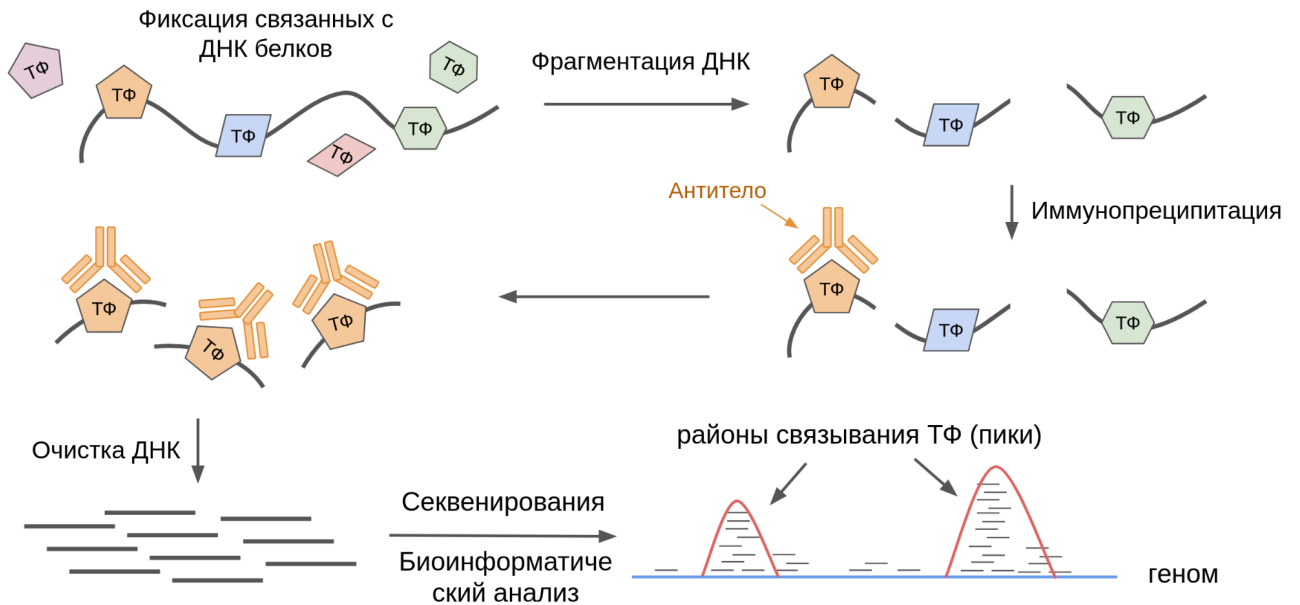 Фиксация связанных с
ДНК белков
ТФ
ТФ
ТФ
ТФ
ТФ
ТФ
Фрагментация ДНК
ТФ
ТФ
ТФ
Иммунопреципитация
Антитело
ТФ
ТФ
ТФ
ТФ
ТФ
ТФ
Очистка ДНК
Секвенирования
Биоинформатиче
ский анализ
районы связывания ТФ (пики)
геном